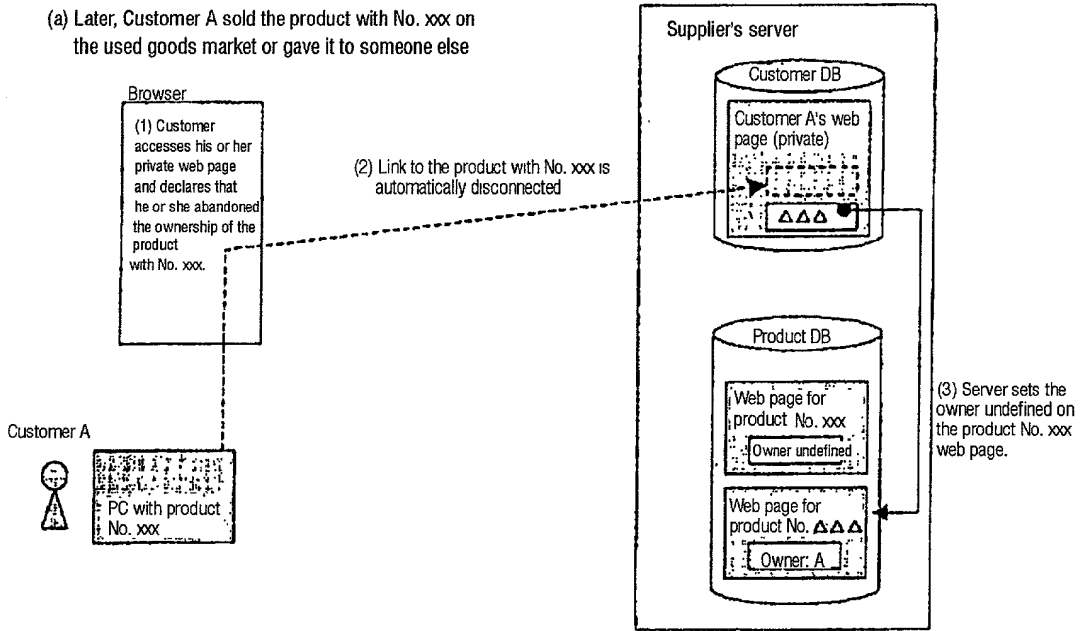 (a) Later, Customer A sold the product with No. xxx on
the used goods market or gave it to someone else
Browser
(1) Customer
accesses his or her
private web page
and declares that
he or she abandoned
the ownership of the
product
with No. xxx.
(2) Link to the product with No. xxx is
automatically disconnected
Supplier's server
Customer DB
Customer A's web
page (private)
△△△
Product DB
Web page for
product No. xxx
Owner undefined
(3) Server sets the
owner undefined on
the product No. xxx
web page.
Web page for
product No. △△△
Owner: A
Customer A
PC with product
No. xxx